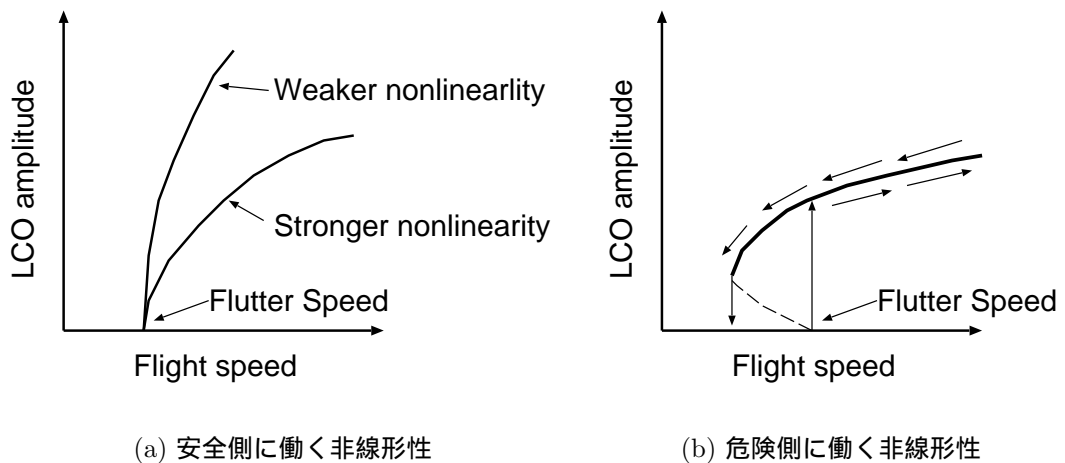 LCO amplitude
Weaker nonlinearlity
Stronger nonlinearity
Flutter Speed
Flight speed
(a) 安全側に働く非線形性
LCO amplitude
Flutter Speed
Flight speed
(b) 危険側に働く非線形性